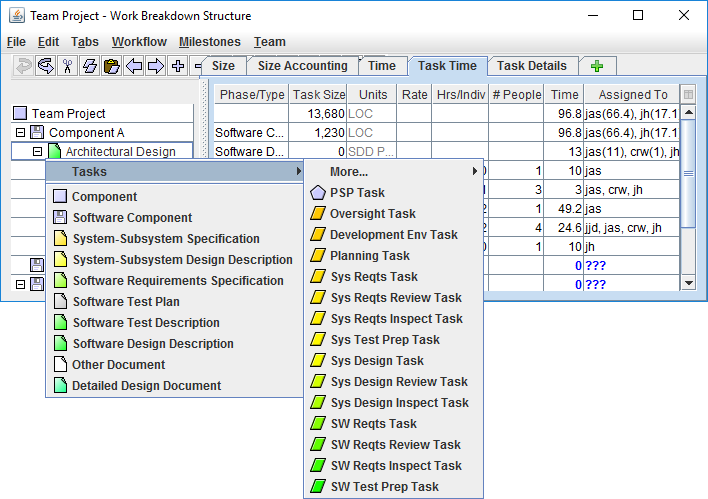 Team Project - Work Breakdown Structure
File Edit Tabs Workflow Milestones Team
Size Size Accounting Time Task Time Task Details
Phase/Type Task Size Units Rate Hrs/Indiv # People Time Assigned To
Team Project 13,680 LOC 96.8 jas(66.4), jh(17.1
Component A Software C... 1,230 LOC 96.8 jas(66.4), jh(17.1
Architectural Design Software D... 0 SDD P... 13 jas(11), crw(1), jh
Tasks
Component
Software Component
System-Subsystem Specification
System-Subsystem Design Description
Software Requirements Specification
Software Test Plan
Software Test Description
Software Design Description
Other Document
Detailed Design Document
More...
PSP Task
Oversight Task
Development Env Task
Planning Task
Sys Reqts Task
Sys Reqts Review Task
Sys Reqts Inspect Task
Sys Test Prep Task
Sys Design Task
Sys Design Review Task
Sys Design Inspect Task
SW Reqts Task
SW Reqts Review Task
SW Reqts Inspect Task
SW Test Prep Task
1 10 jas
3 3 jas, crw, jh
1 49.2 jas
4 24.6 jjd, jas, crw, jh
1 10 jh
0 ???
0 ???